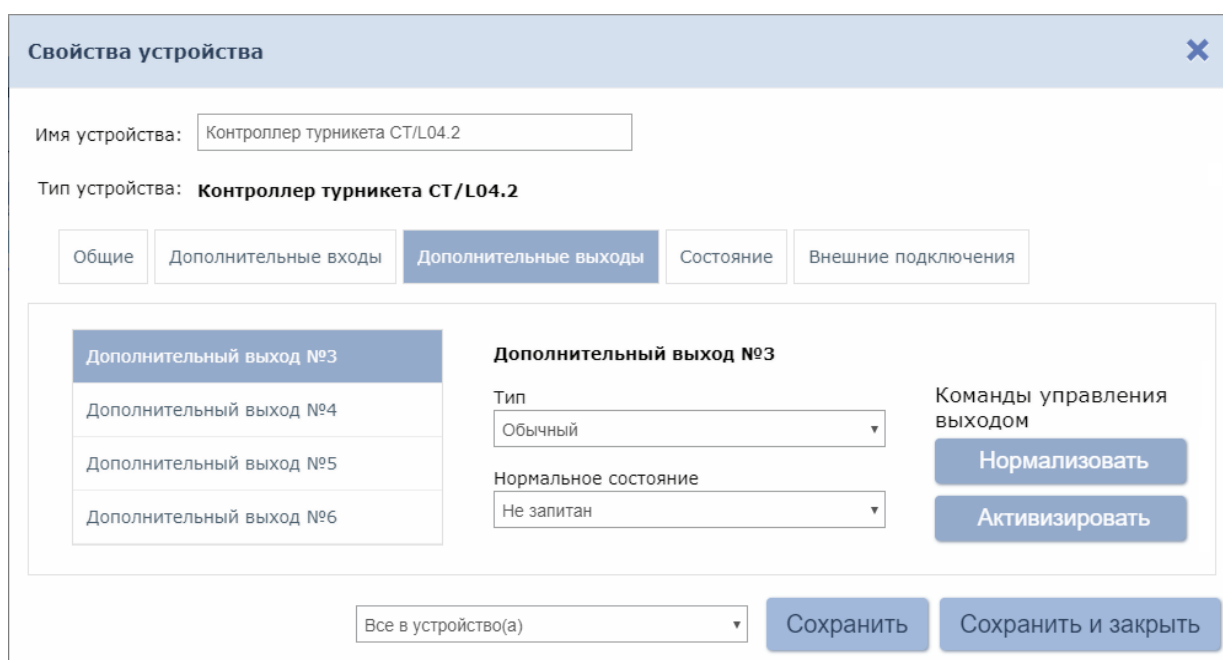 Свойства устройства
Имя устройства: Контроллер турникета CT/L04.2
Тип устройства: Контроллер турникета CT/L04.2
Общие Дополнительные входы Дополнительные выходы Состояние Внешние подключения
Дополнительный выход №3
Дополнительный выход №4
Дополнительный выход №5
Дополнительный выход №6
Дополнительный выход №3
Тип
Обычный
Нормальное состояние
Не запитан
Команды управления
выходом
Нормализовать
Активизировать
Все в устройство(а)
Сохранить
Сохранить и закрыть